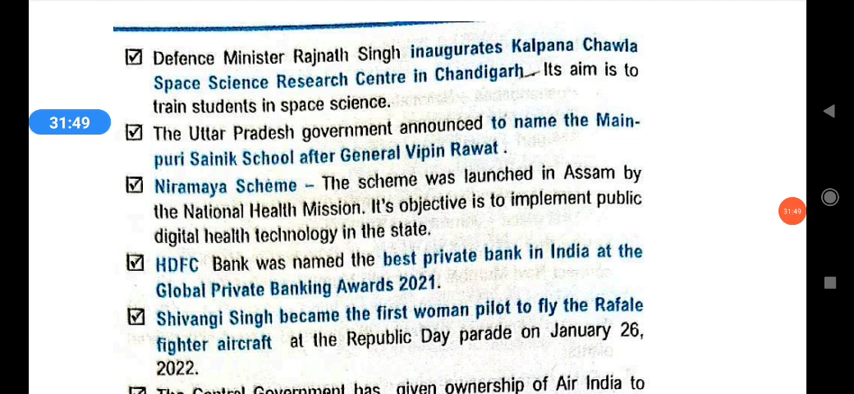 Defence Minister Rajnath Singh inaugurates Kalpana Chawla
Space Science Research Centre in Chandigarh. Its aim is to
train students in space science.
31:49
The Uttar Pradesh government announced to name the Main-
puri Sainik School after General Vipin Rawat .
Niramaya Scheme – The scheme was launched in Assam by
the National Health Mission. It's objective is to implement public
31:49
digital health technology in the state.
HDFC Bank was named the best private bank in India at the
Global Private Banking Awards 2021.
Shivangi Singh became the first woman pilot to fly the Rafale
fighter aircraft at the Republic Day parade on January 26,
2022.
The Central Government has given ownership of Air India to